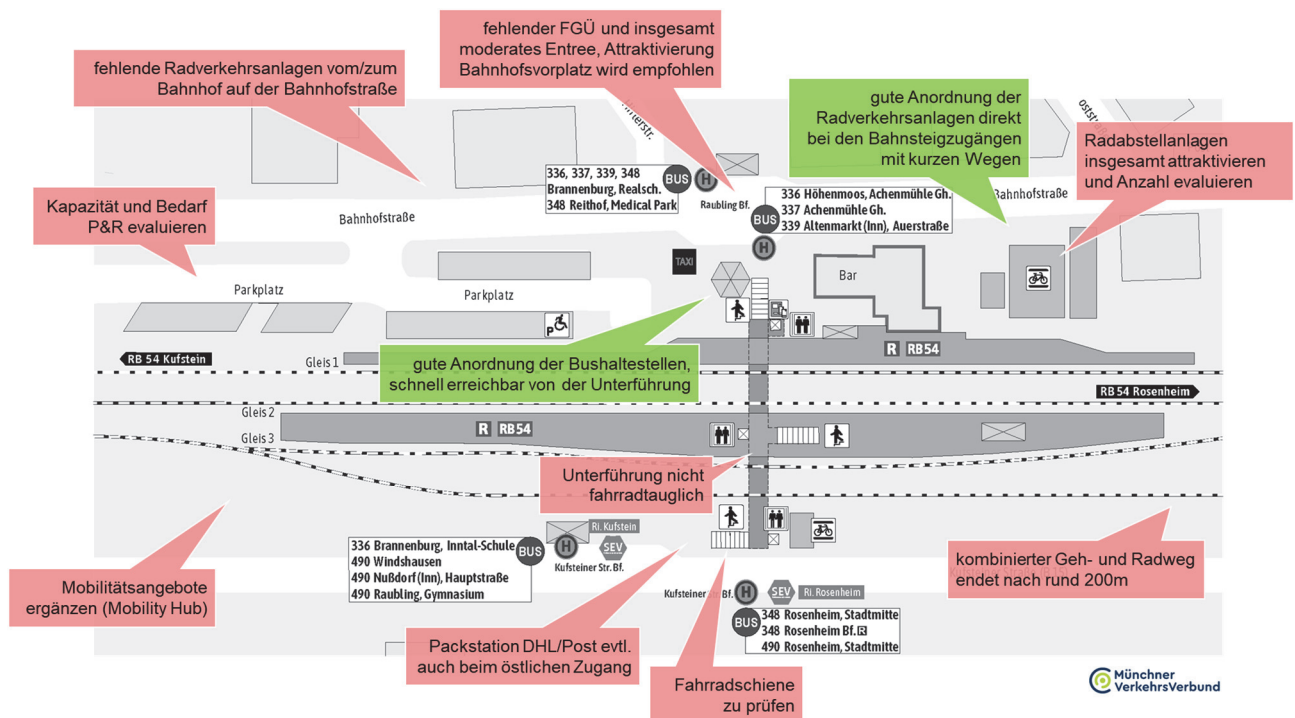 fehlender FGÜ und insgesamt
moderates Entree, Attraktivierung
Bahnhofsvorplatz wird empfohlen
fehlende Radverkehrsanlagen vom/zum
Bahnhof auf der Bahnhofstraße
gute Anordnung der
Radverkehrsanlagen direkt
bei den Bahnsteigzugängen
mit kurzen Wegen
Radabstellanlagen
insgesamt attraktivieren
und Anzahl evaluieren
336, 337, 339, 348
Brannenburg, Realsch.
348 Reithof, Medical Park
BUS
H
Raubling Bf.
336 Höhenmoos, Achenmühle Gh.
337 Achenmühle Gh.
339 Altenmarkt (Inn), Auerstraße
BUS
H
Bahnhofstraße
Bahnhofstraße
Kapazität und Bedarf
P&R evaluieren
TAXI
Bar
Parkplatz
Parkplatz
P
RB 54 Kufstein
Gleis 1
gute Anordnung der Bushaltestellen,
schnell erreichbar von der Unterführung
R RB54
RB 54 Rosenheim
Gleis 2
Gleis 3
R RB54
Unterführung nicht
fahrradtauglich
336 Brannenburg, Inntal-Schule
490 Windshausen
490 Nußdorf (Inn), Hauptstraße
490 Raubling, Gymnasium
BUS
H
Ri. Kufstein
SEV
Kufsteiner Str. Bf.
kombinierter Geh- und Radweg
endet nach rund 200m
Mobilitätsangebote
ergänzen (Mobility Hub)
H
SEV
Ri. Rosenheim
BUS
348 Rosenheim, Stadtmitte
348 Rosenheim Bf. R
490 Rosenheim, Stadtmitte
Packstation DHL/Post evtl.
auch beim östlichen Zugang
Fahrradschiene
zu prüfen
Münchner
VerkehrsVerbund